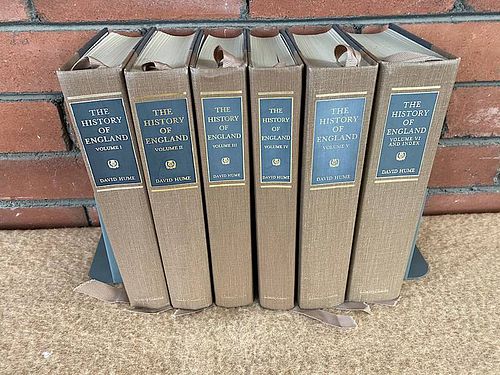 THE
HISTORY
OF
ENGLAND
VOLUME I
DAVID HUME
THE
HISTORY
OF
ENGLAND
VOLUME II
DAVID HUME
THE
HISTORY
OF
ENGLAND
VOLUME III
DAVID HUME
THE
HISTORY
OF
ENGLAND
VOLUME IV
DAVID HUME
THE
HISTORY
OF
ENGLAND
VOLUME V
DAVID HUME
THE
HISTORY OF
ENGLAND
VOLUME VI
AND INDEX
DAVID HUME